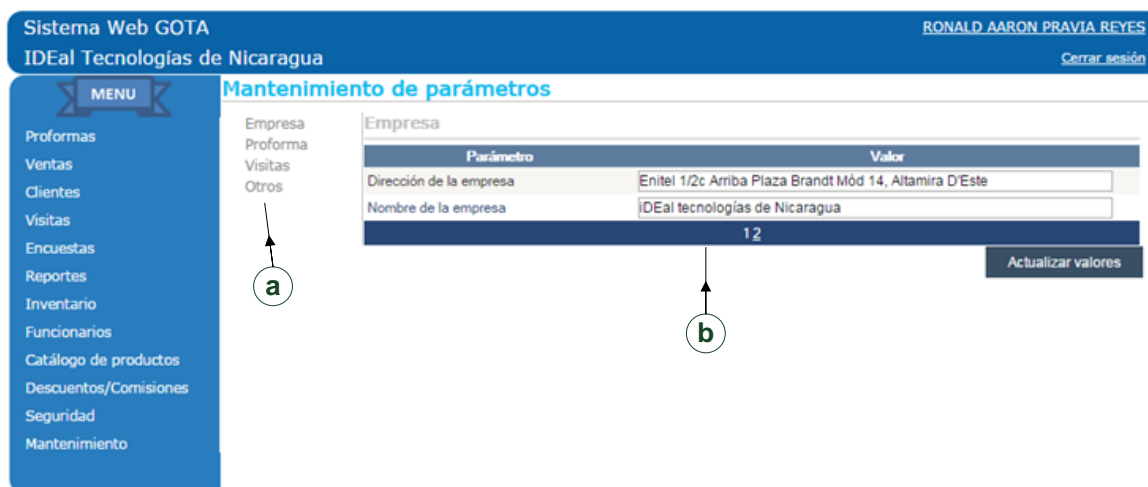 Sistema Web GOTA
RONALD AARON PRAVIA REYES
IDEal Tecnologías de Nicaragua
Cerrar sesión
MENU
Proformas
Ventas
Clientes
Visitas
Encuestas
Reportes
Inventario
Funcionarios
Catálogo de productos
Descuentos/Comisiones
Seguridad
Mantenimiento
Mantenimiento de parámetros
Empresa
Proforma
Visitas
Otros
a
Empresa
Parámetro Valor
Dirección de la empresa Enitel 1/2c Arriba Plaza Brandt Mód 14, Altamira D'Este
Nombre de la empresa iDEal tecnologías de Nicaragua
1 2
Actualizar valores
b